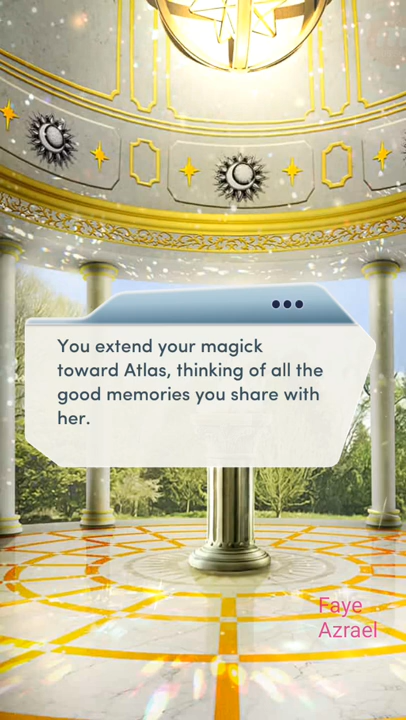 You extend your magick
toward Atlas, thinking of all the
good memories you share with
her.
Faye
Azrael